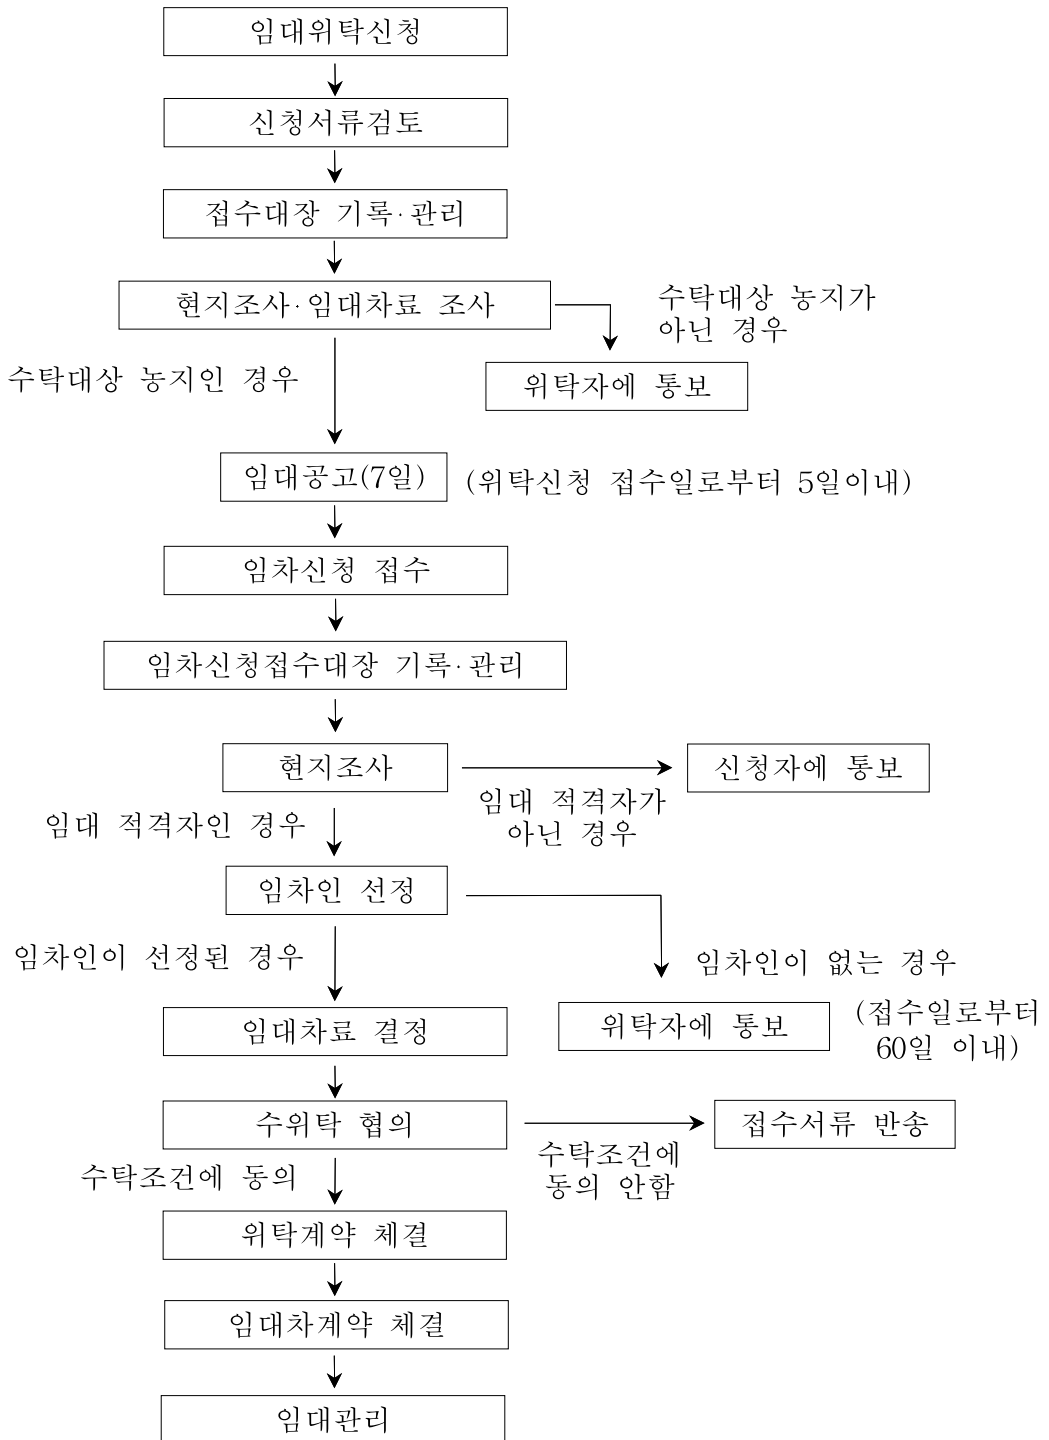 임대위탁신청
신청서류검토
접수대장 기록·관리
현지조사·임대차료 조사
수탁대상 농지가
아닌 경우
수탁대상 농지인 경우
위탁자에 통보
임대공고(7일)
(위탁신청 접수일로부터 5일이내)
임차신청 접수
임차신청접수대장 기록·관리
현지조사
신청자에 통보
임대 적격자가
아닌 경우
임대 적격자인 경우
임차인 선정
임차인이 선정된 경우
임차인이 없는 경우
임대차료 결정
위탁자에 통보
(접수일로부터
60일 이내)
수위탁 협의
접수서류 반송
수탁조건에
동의 안함
수탁조건에 동의
위탁계약 체결
임대차계약 체결
임대관리